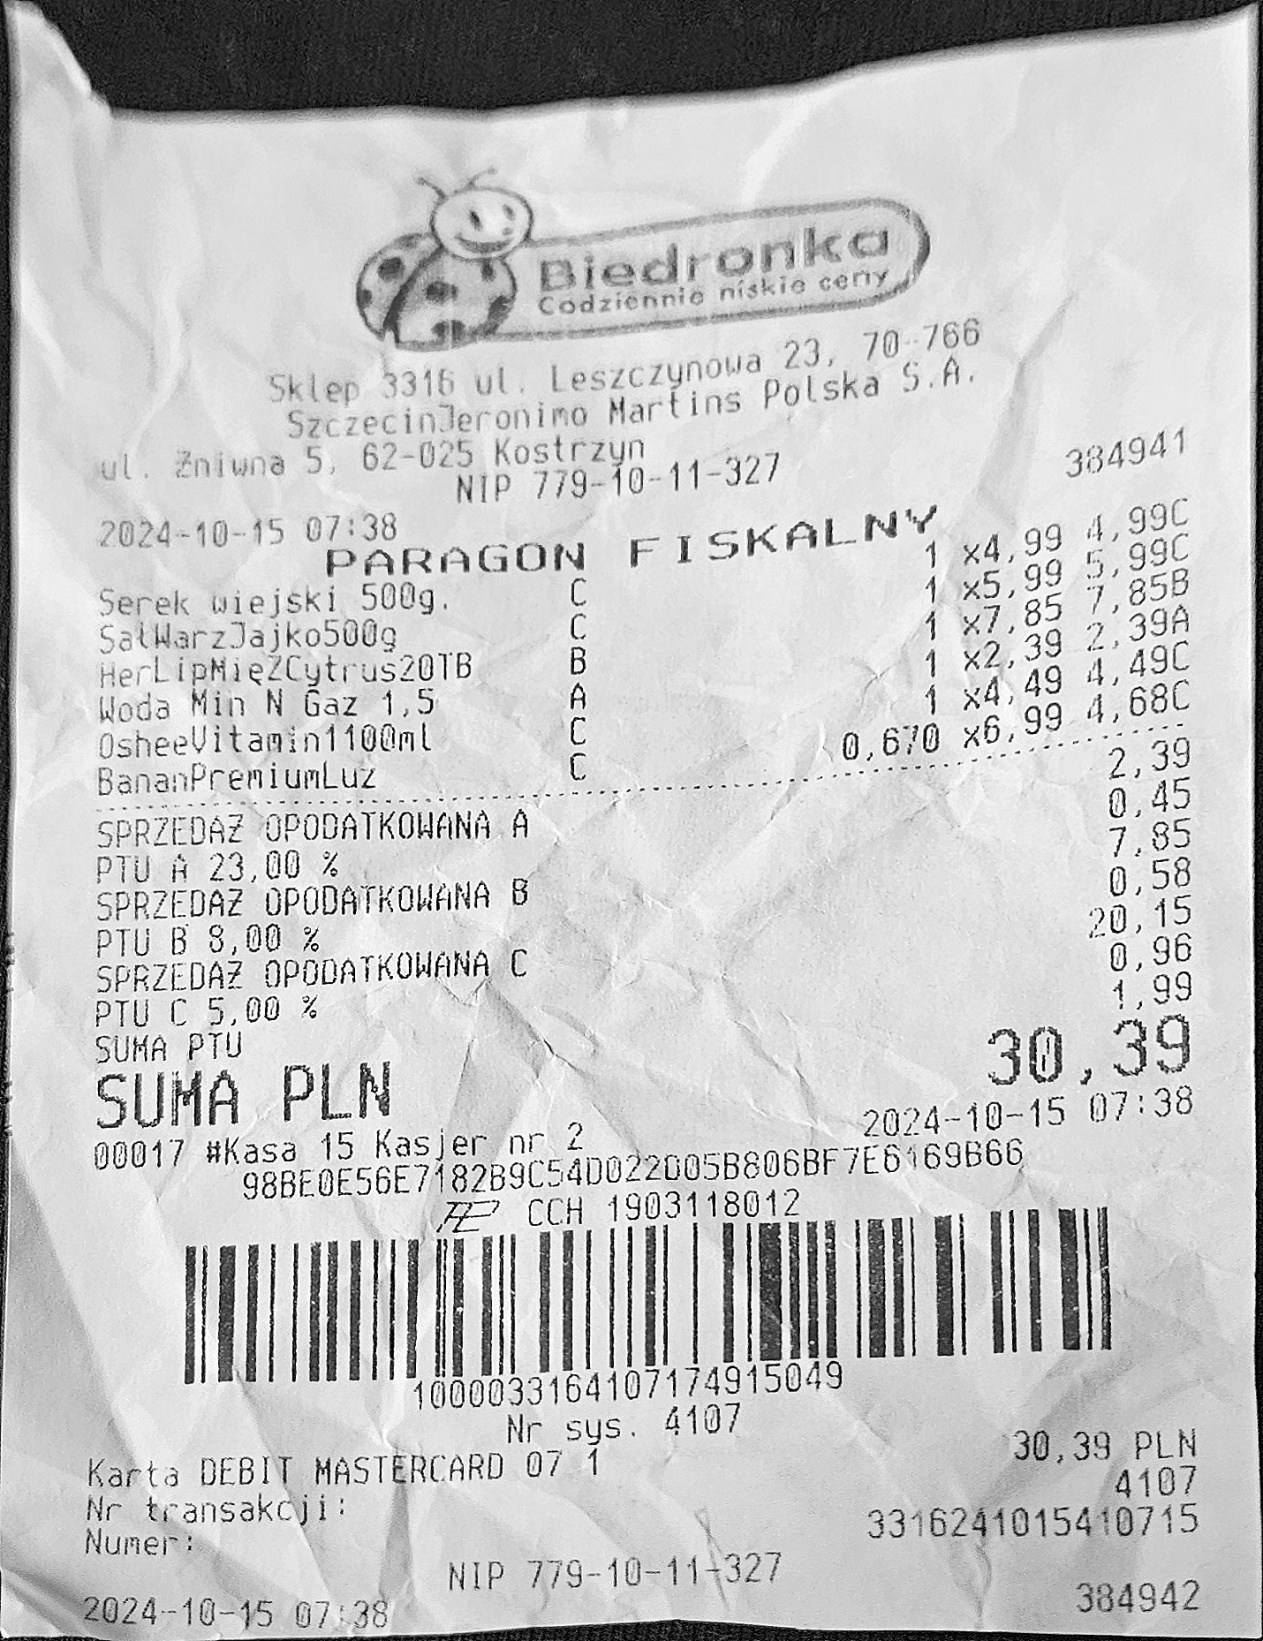 Biedronka
Codziennie niskie ceny
Sklep 3316 ul. Leszczynowa 23, 70-766
SzczecinJeronimo Martins Polska S.A.
ul. Żniwna 5, 62-025 Kostrzyn
NIP 779-10-11-327
2024-10-15 07:38 384941
PARAGON FISKALNY
Serek wiejski 500g. C 1 x4,99 4,99C
SałWarzJajko500g C 1 x5,99 5,99C
HerLipMięZCytrus20TB B 1 x7,85 7,85B
Woda Min N Gaz 1,5 A 1 x2,39 2,39A
OsheeVitamin1100ml C 1 x4,49 4,49C
BananPremiumLuz C 0,670 x6,99 4,68C
SPRZEDAŻ OPODATKOWANA A 2,39
PTU A 23,00 % 0,45
SPRZEDAŻ OPODATKOWANA B 7,85
PTU B 8,00 % 0,58
SPRZEDAŻ OPODATKOWANA C 20,15
PTU C 5,00 % 0,96
SUMA PTU 1,99
SUMA PLN 30,39
00017 #Kasa 15 Kasjer nr 2 2024-10-15 07:38
98BE0E56E7182B9C54D022D05B806BF7E6169B66
CCH 1903118012
1000033164107174915049
Nr sys. 4107
Karta DEBIT MASTERCARD 07 1 30,39 PLN
Nr transakcji: 4107
Numer: 3316241015410715
NIP 779-10-11-327
2024-10-15 07:38 384942